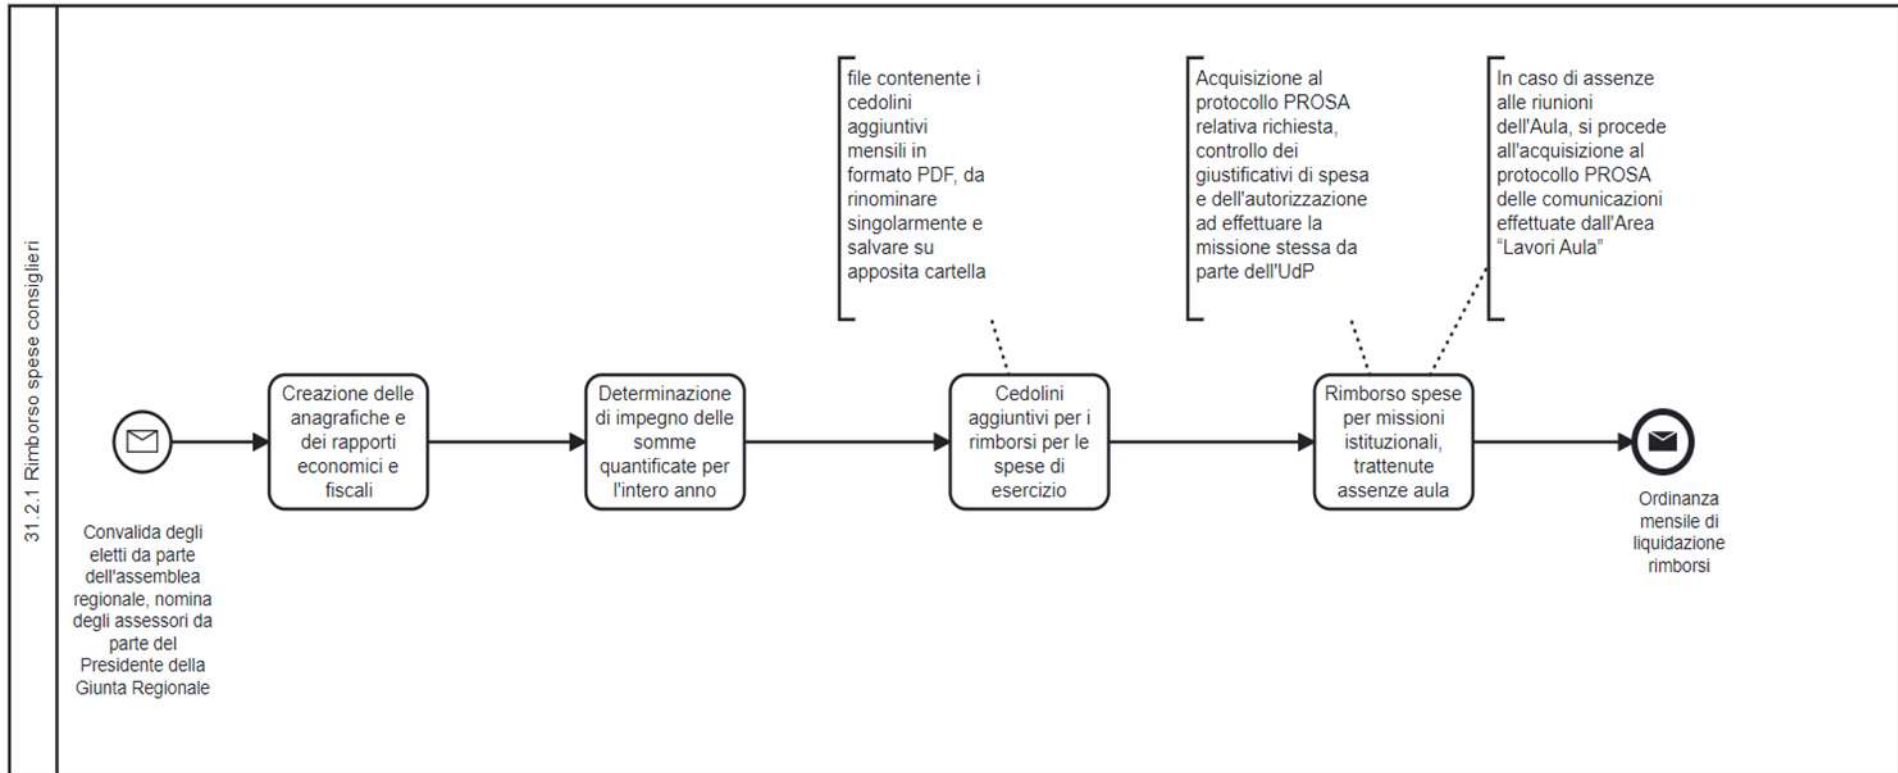 31.2.1 Rimborso spese consiglieri
Convalida degli
eletti da parte
dell'assemblea
regionale, nomina
degli assessori da
parte del
Presidente della
Giunta Regionale
Creazione delle
anagrafiche e
dei rapporti
economici e
fiscali
Determinazione
di impegno delle
somme
quantificate per
l'intero anno
file contenente i
cedolini
aggiuntivi
mensili in
formato PDF, da
rinominare
singolarmente e
salvare su
apposita cartella
Cedolini
aggiuntivi per i
rimborsi per le
spese di
esercizio
Acquisizione al
protocollo PROSA
relativa richiesta,
controllo dei
giustificativi di spesa
e dell'autorizzazione
ad effettuare la
missione stessa da
parte dell'UdP
In caso di assenze
alle riunioni
dell'Aula, si procede
all'acquisizione al
protocollo PROSA
delle comunicazioni
effettuate dall'Area
“Lavori Aula”
Rimborso spese
per missioni
istituzionali,
trattenute
assenze aula
Ordinanza
mensile di
liquidazione
rimborsi